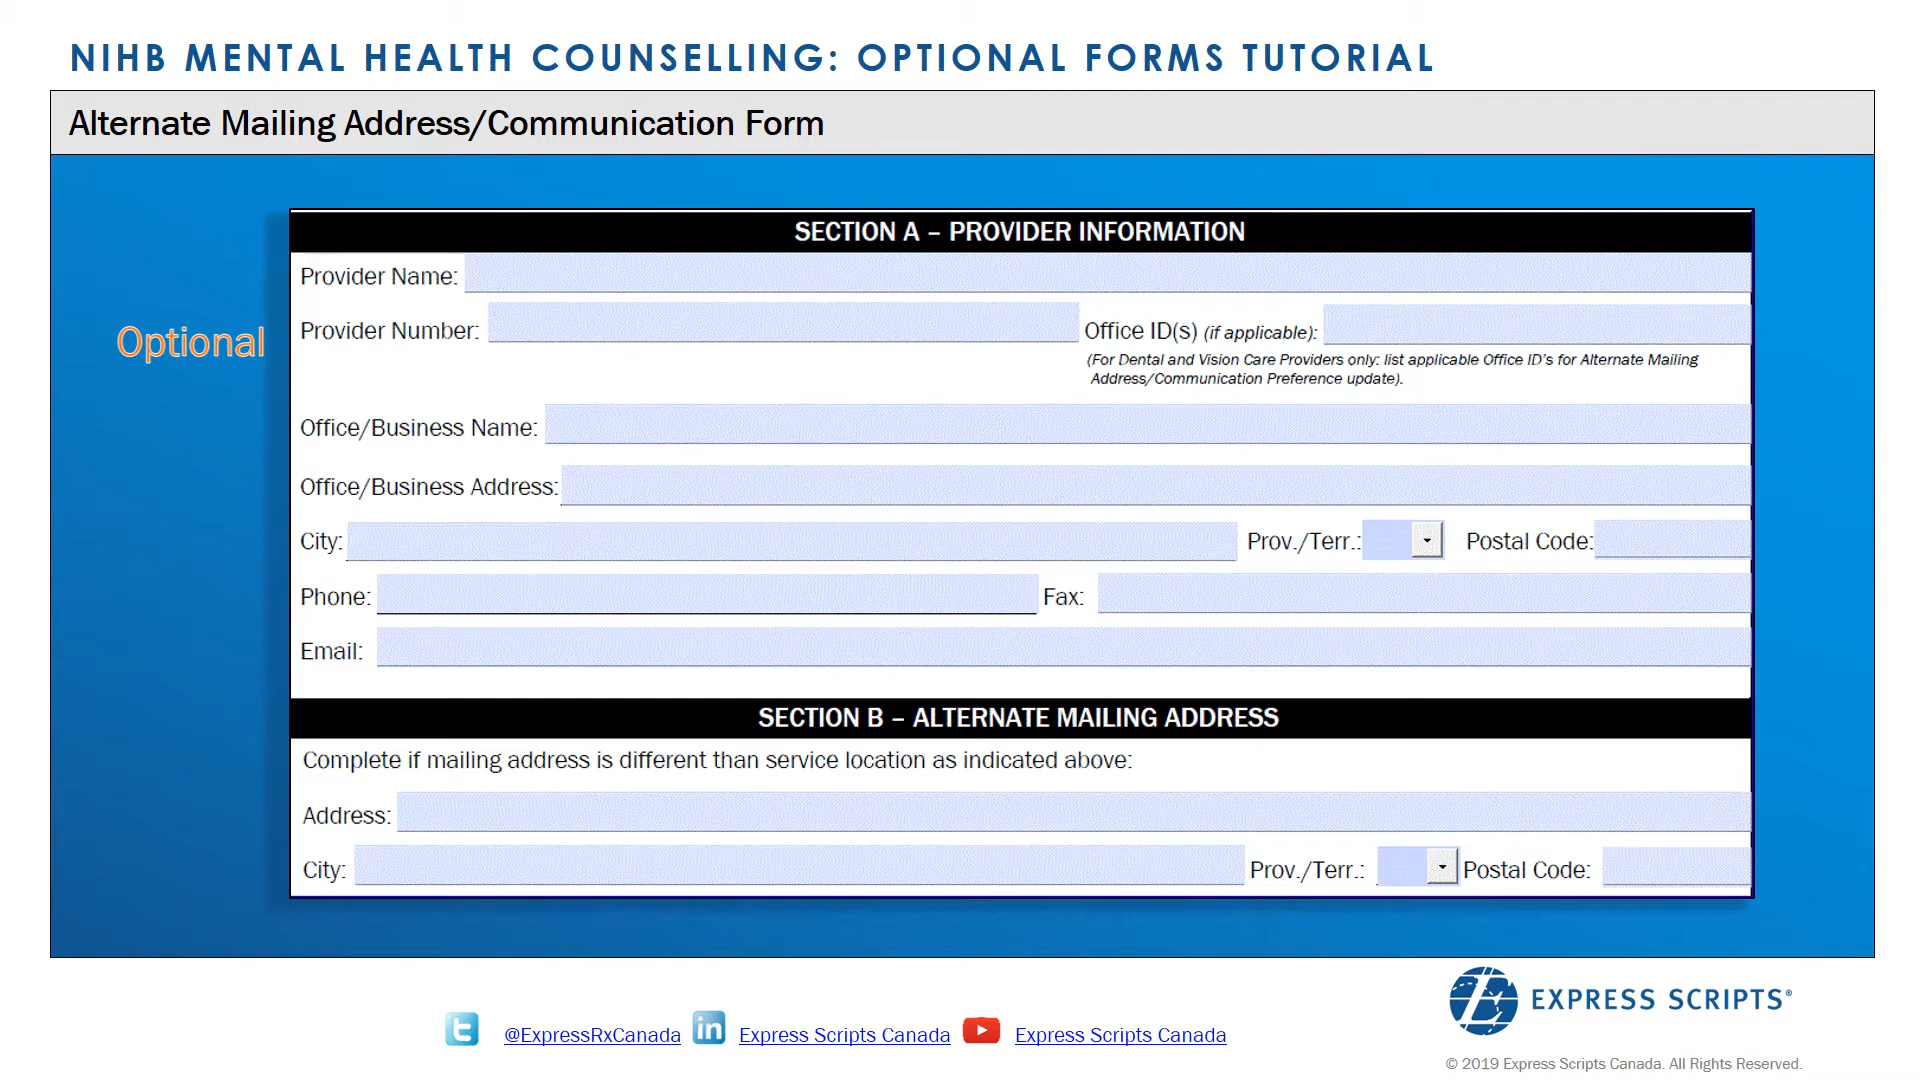 NIHB MENTAL HEALTH COUNSELLING: OPTIONAL FORMS TUTORIAL
Alternate Mailing Address/Communication Form
Optional
SECTION A – PROVIDER INFORMATION
Provider Name:
Provider Number: Office ID(s) (if applicable):
(For Dental and Vision Care Providers only: list applicable Office ID's for Alternate Mailing
Address/Communication Preference update).
Office/Business Name:
Office/Business Address:
City: Prov./Terr.: Postal Code:
Phone: Fax:
Email:
SECTION B – ALTERNATE MAILING ADDRESS
Complete if mailing address is different than service location as indicated above:
Address:
City: Prov./Terr.: Postal Code:
EXPRESS SCRIPTS®
@ExpressRxCanada in Express Scripts Canada Express Scripts Canada
© 2019 Express Scripts Canada. All Rights Reserved.